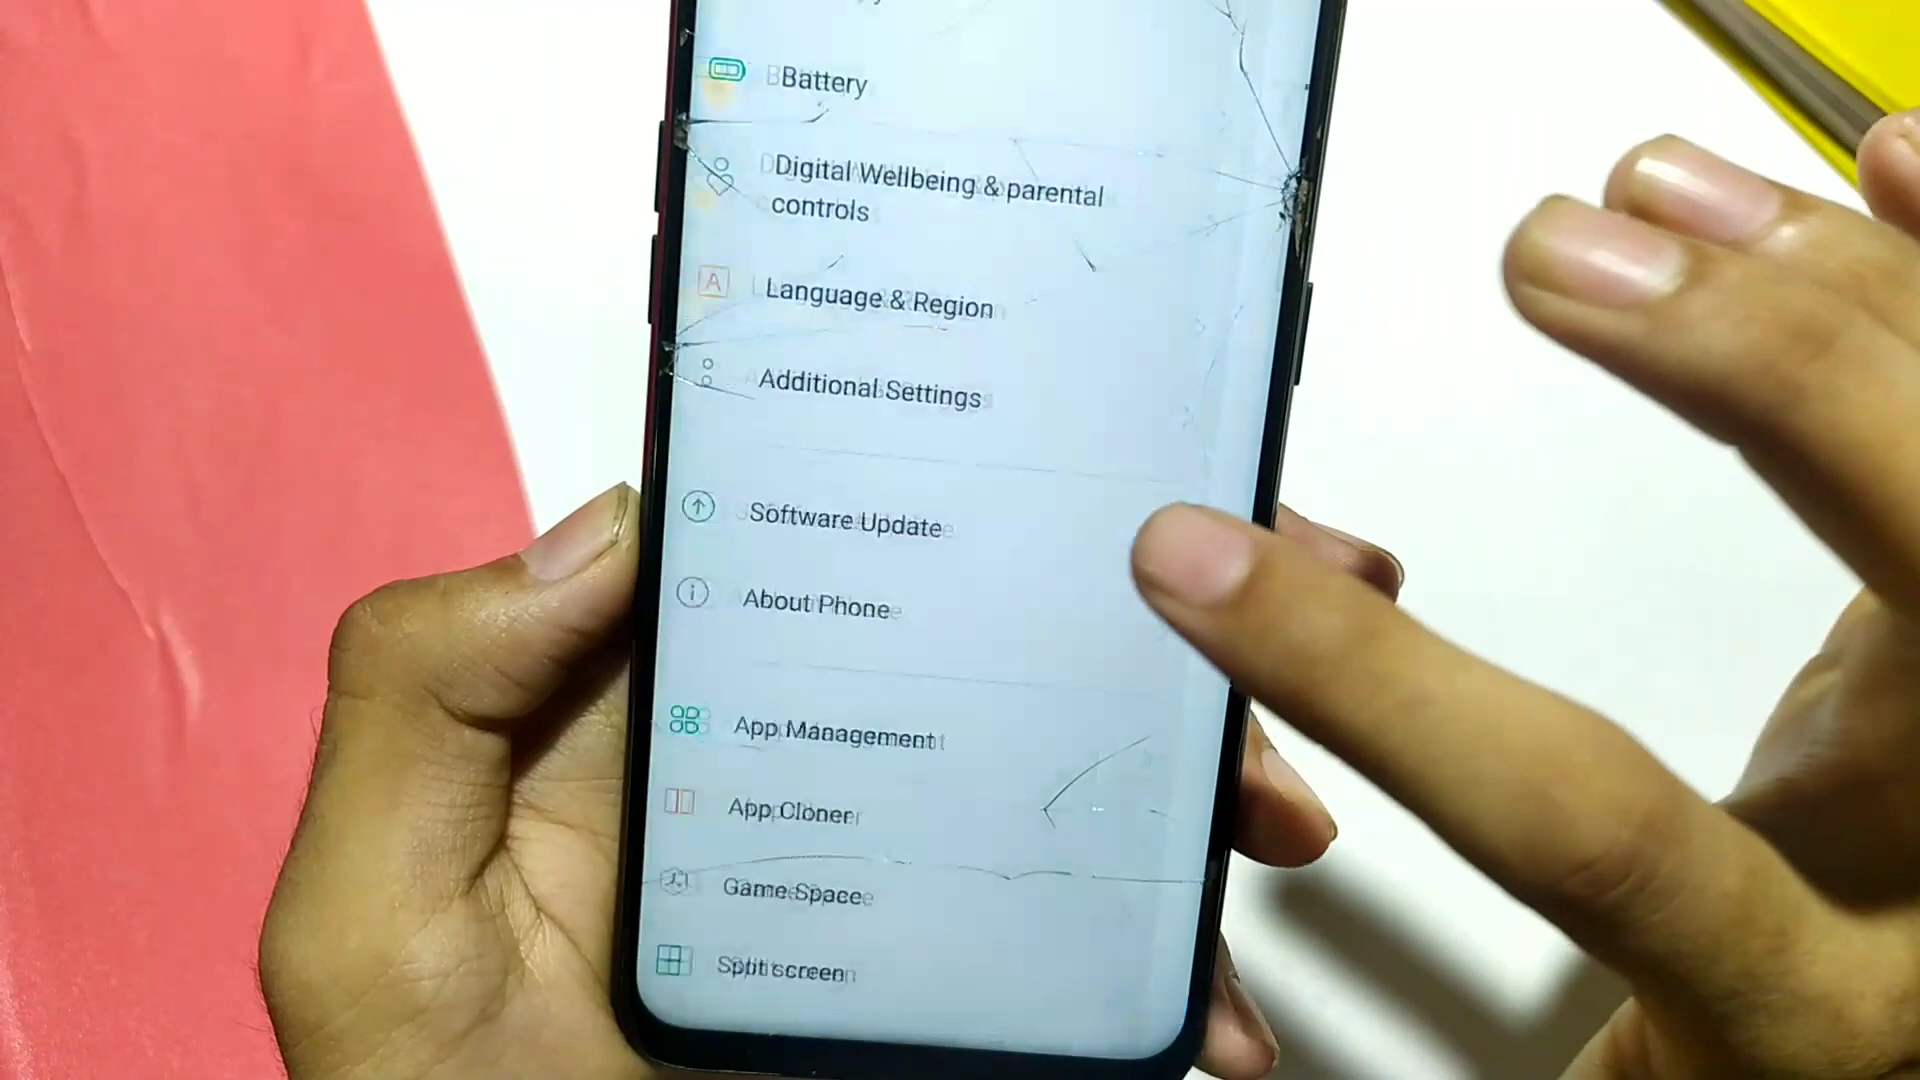 Battery
Digital Wellbeing & parental
controls
Language & Region
Additional Settings
Software Update
About Phone
App Management
App Cloner
Game Space
Split screen